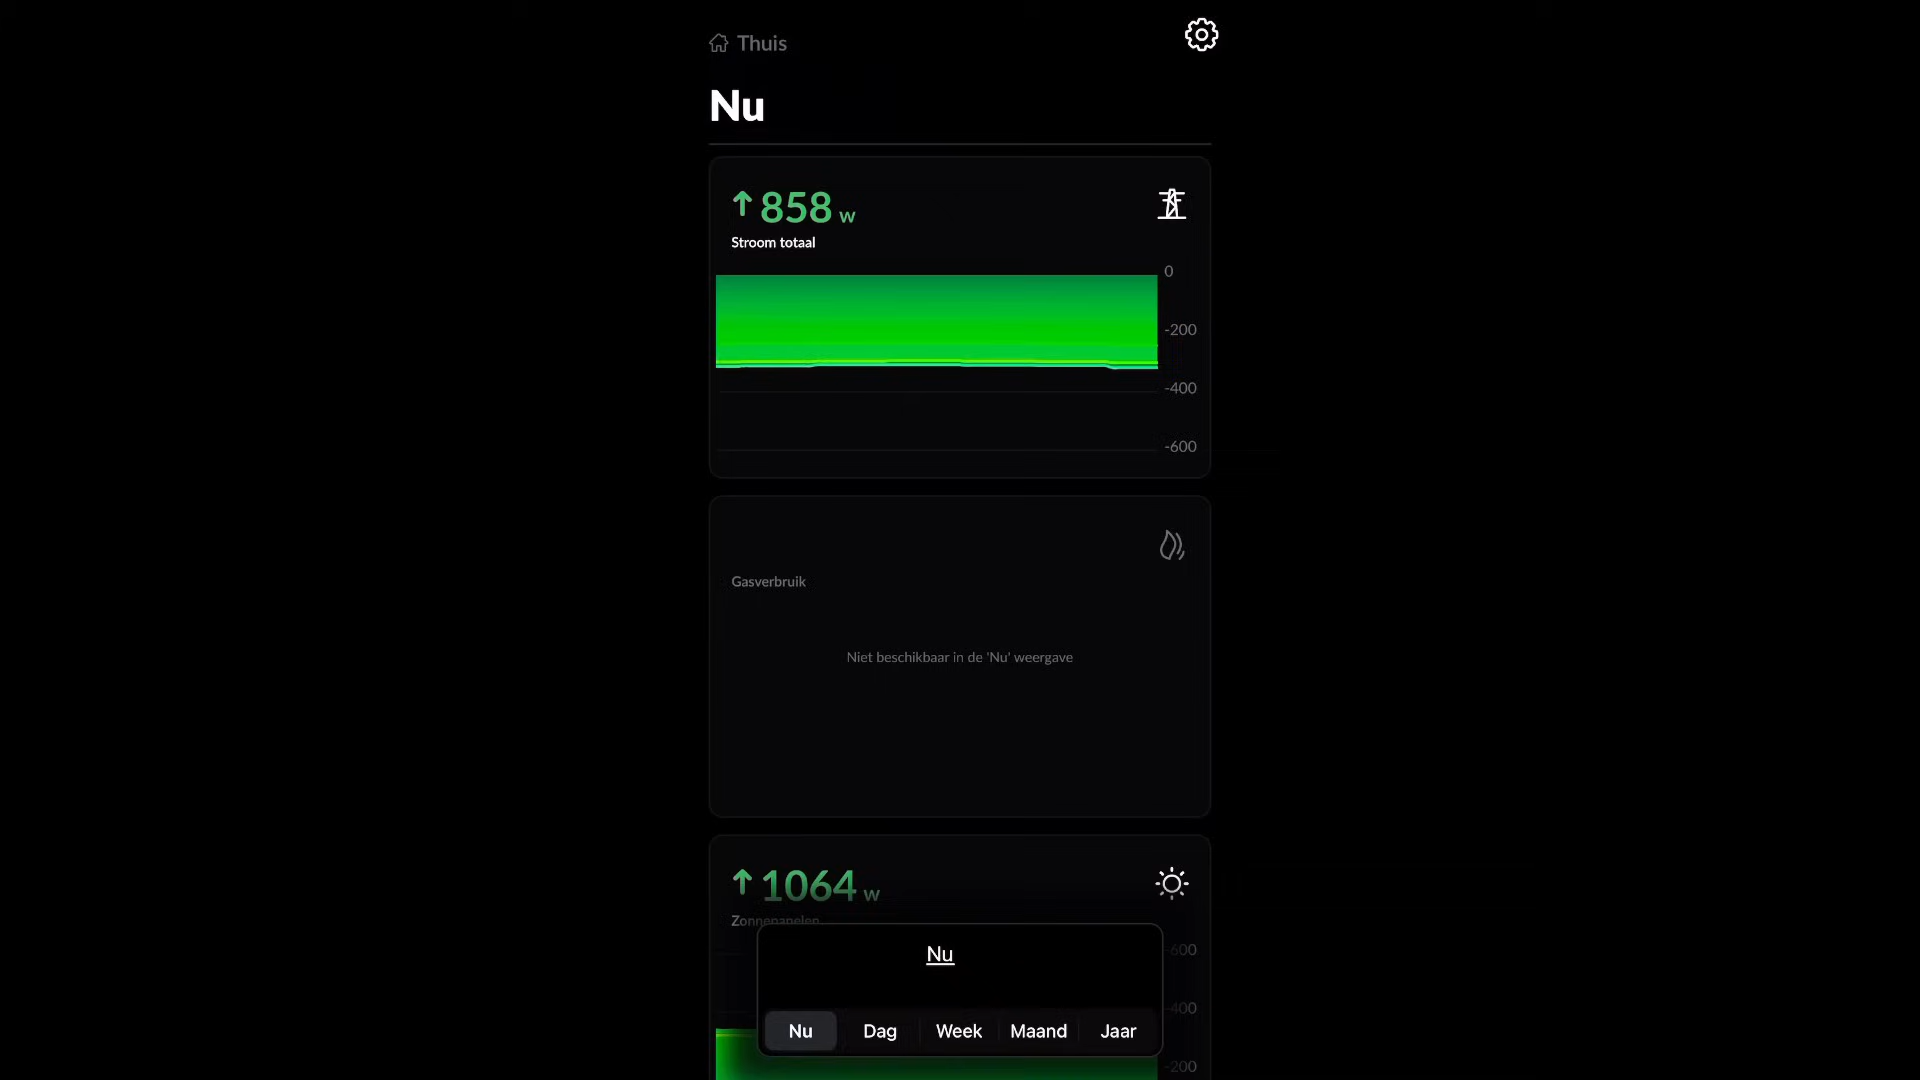 Thuis
Nu
↑858 w
Stroom totaal
0
-200
-400
-600
Gasverbruik
Niet beschikbaar in de 'Nu' weergave
↑1064 w
Zonnepanelen
600
400
200
Nu
Nu Dag Week Maand Jaar